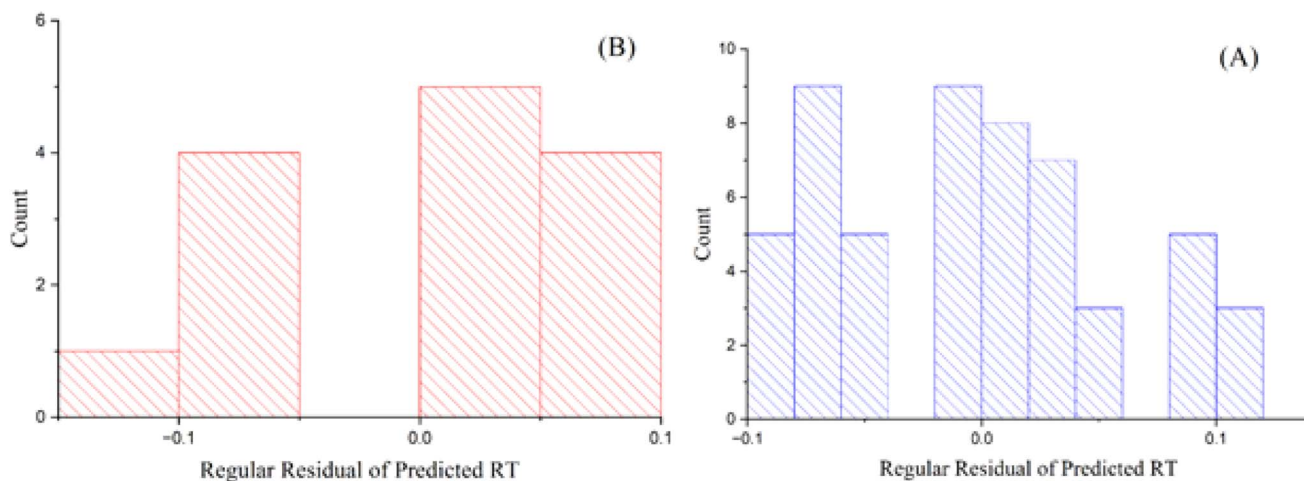 (B)
6
4
2
0
Count
−0.1
0.0
0.1
Regular Residual of Predicted RT
(A)
10
8
6
4
2
0
Count
−0.1
0.0
0.1
Regular Residual of Predicted RT